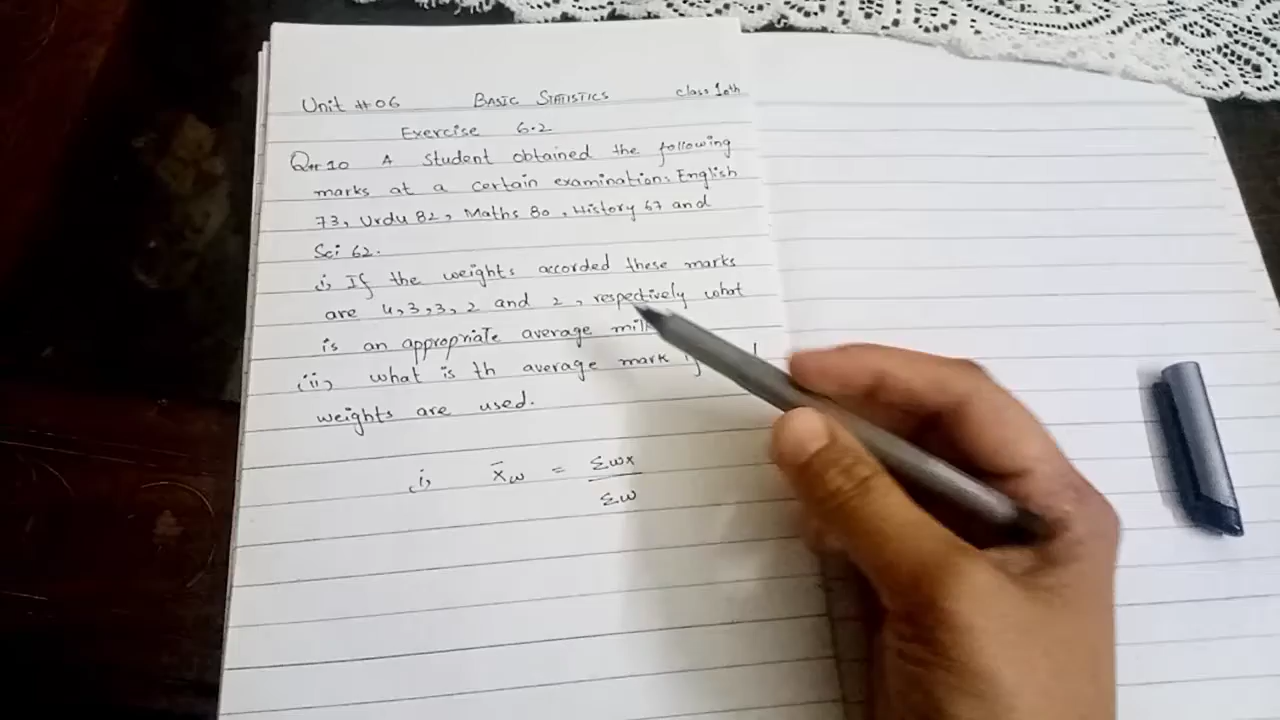 Unit # 06 BASIC STATISTICS class 10th
Exercise 6.2
Q# 10 A student obtained the following
marks at a certain examination: English
73, Urdu 82, Maths 80, History 67 and
Sci 62.
i, If the weights accorded these marks
are 4,3,3,2 and 2, respectively what
is an appropriate average
(ii) what is th average mark
weights are used.
i, x̄w = Σwx
Σw